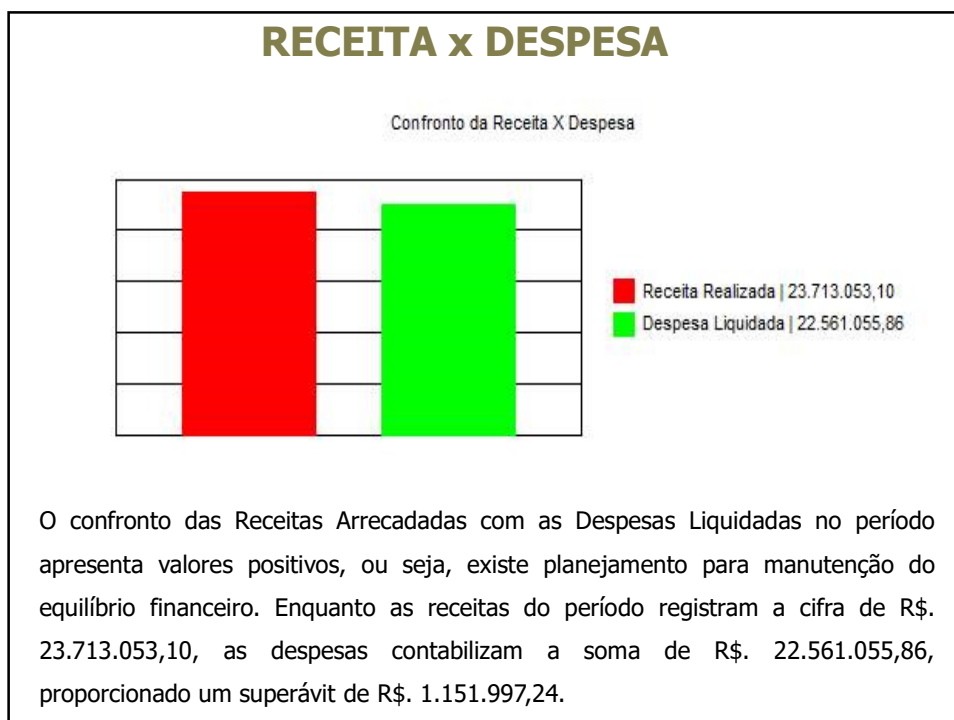 RECEITA x DESPESA
Confronto da Receita X Despesa
Receita Realizada | 23.713.053,10
Despesa Liquidada | 22.561.055,86
O confronto das Receitas Arrecadadas com as Despesas Liquidadas no período
apresenta valores positivos, ou seja, existe planejamento para manutenção do
equilíbrio financeiro. Enquanto as receitas do período registram a cifra de R$.
23.713.053,10, as despesas contabilizam a soma de R$. 22.561.055,86,
proporcionado um superávit de R$. 1.151.997,24.